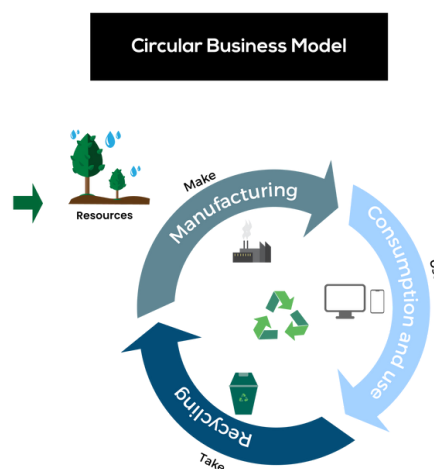 Circular Business Model
Resources
Make
Manufacturing
Consumption and use
Recycling
Take